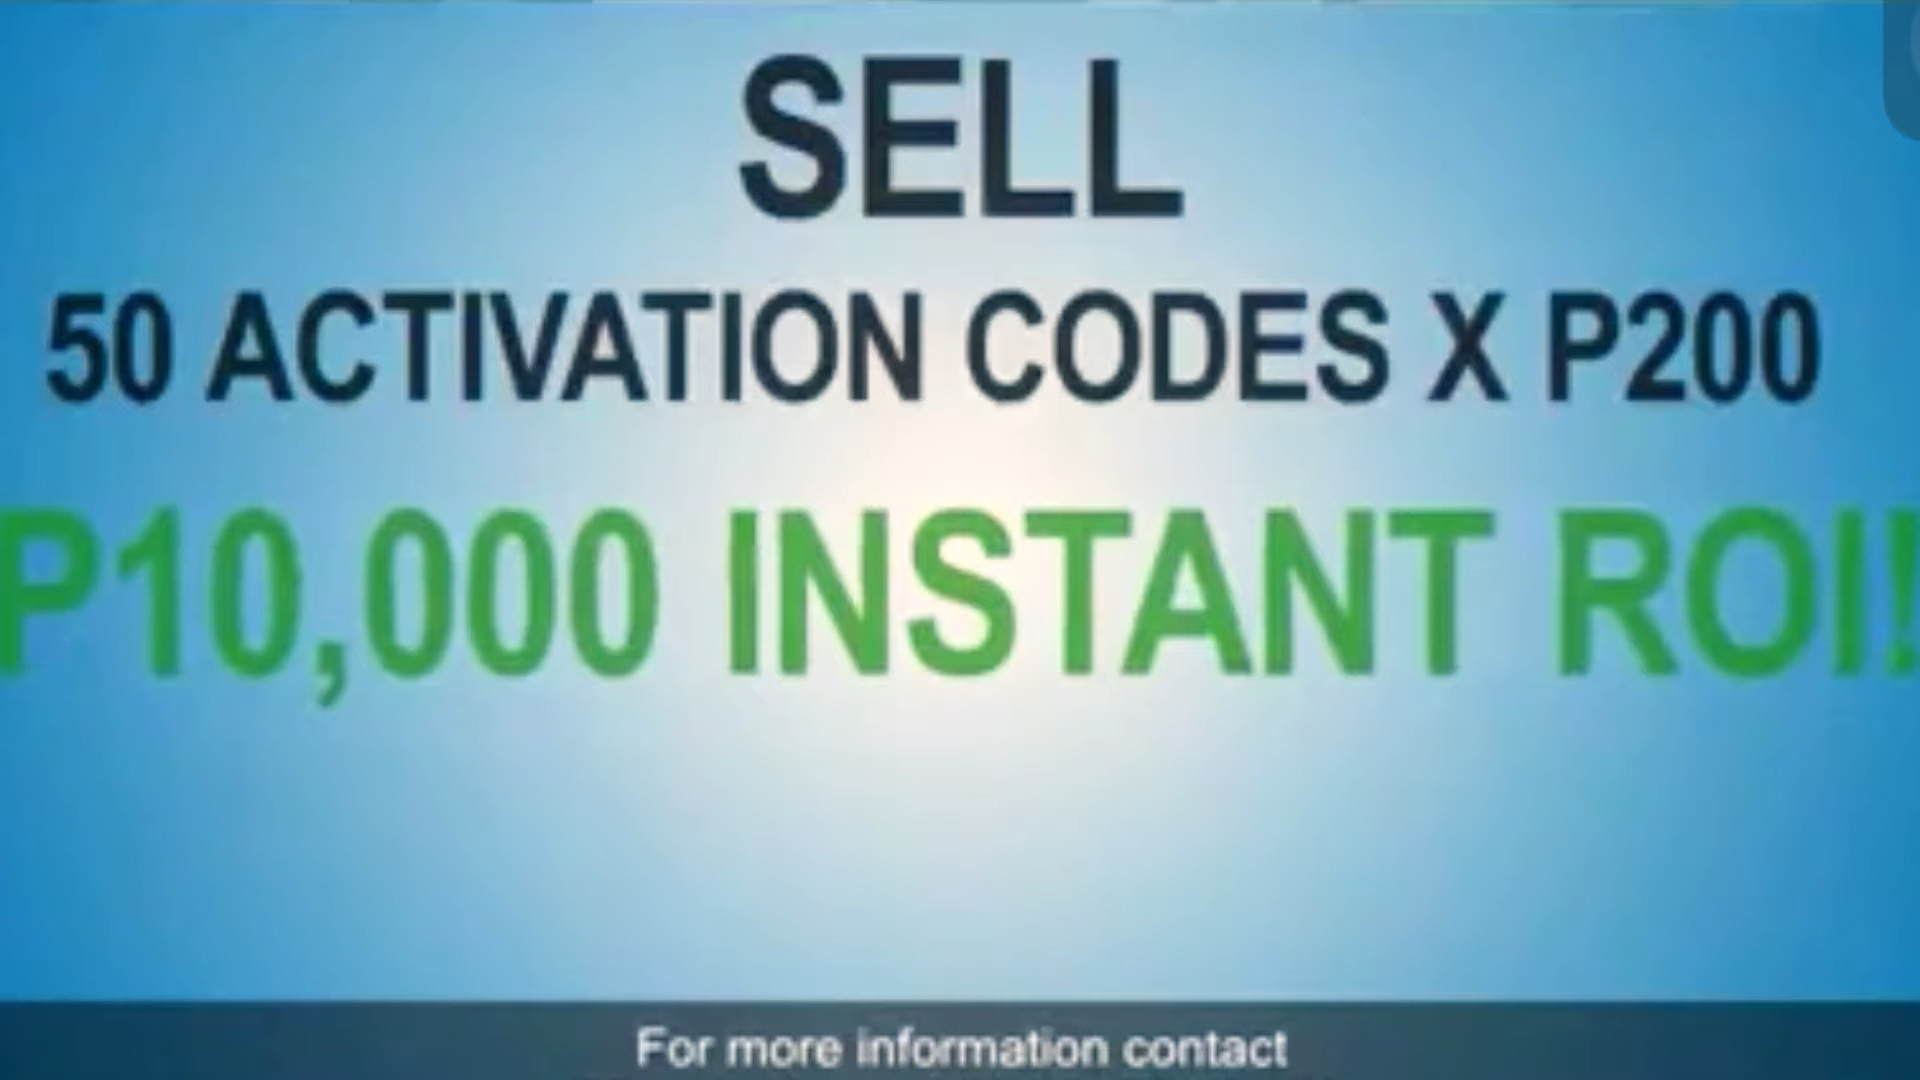 SELL
50 ACTIVATION CODES X P200
P10,000 INSTANT ROI!
For more information contact